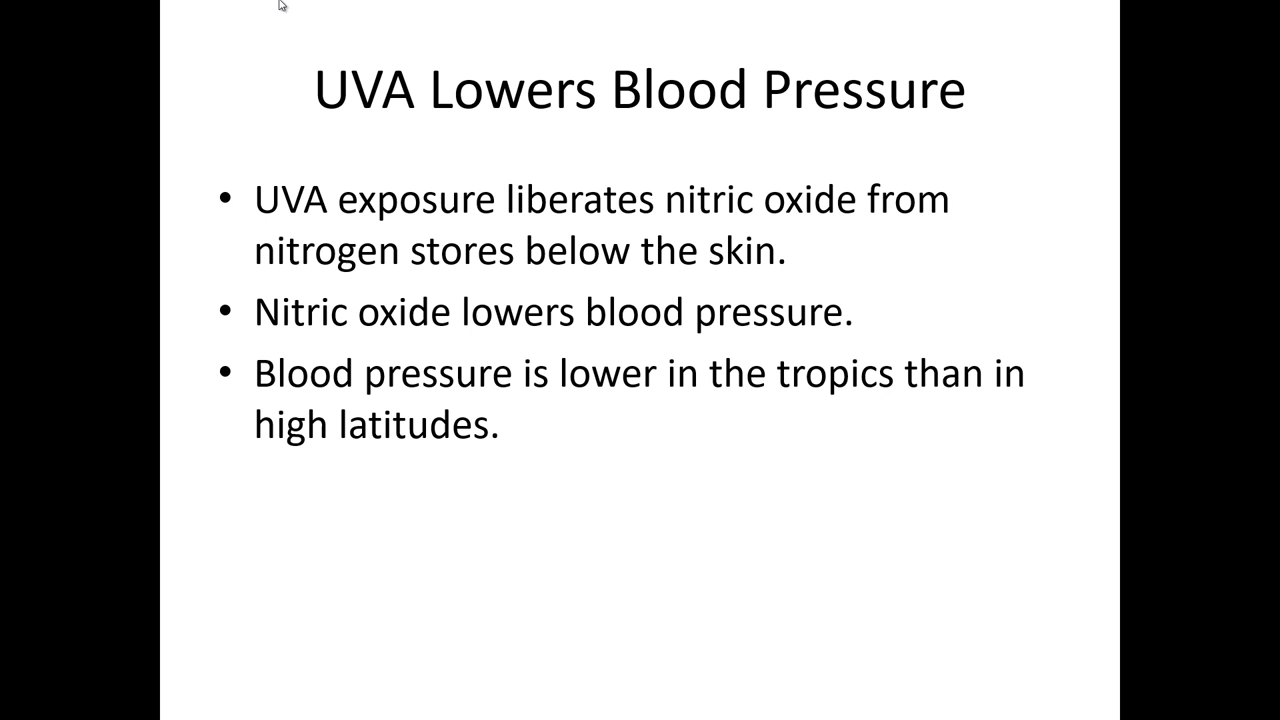 UVA Lowers Blood Pressure
• UVA exposure liberates nitric oxide from
nitrogen stores below the skin.
• Nitric oxide lowers blood pressure.
• Blood pressure is lower in the tropics than in
high latitudes.